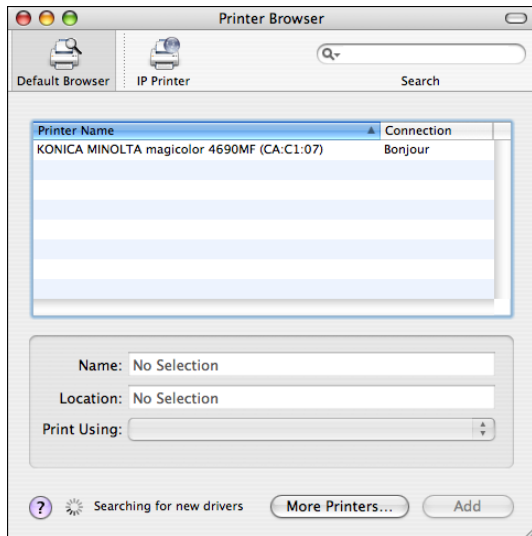 Printer Browser
Default Browser
IP Printer
Search
Printer Name
Connection
KONICA MINOLTA magicolor 4690MF (CA:C1:07)
Bonjour
Name: No Selection
Location: No Selection
Print Using:
? Searching for new drivers
More Printers...
Add